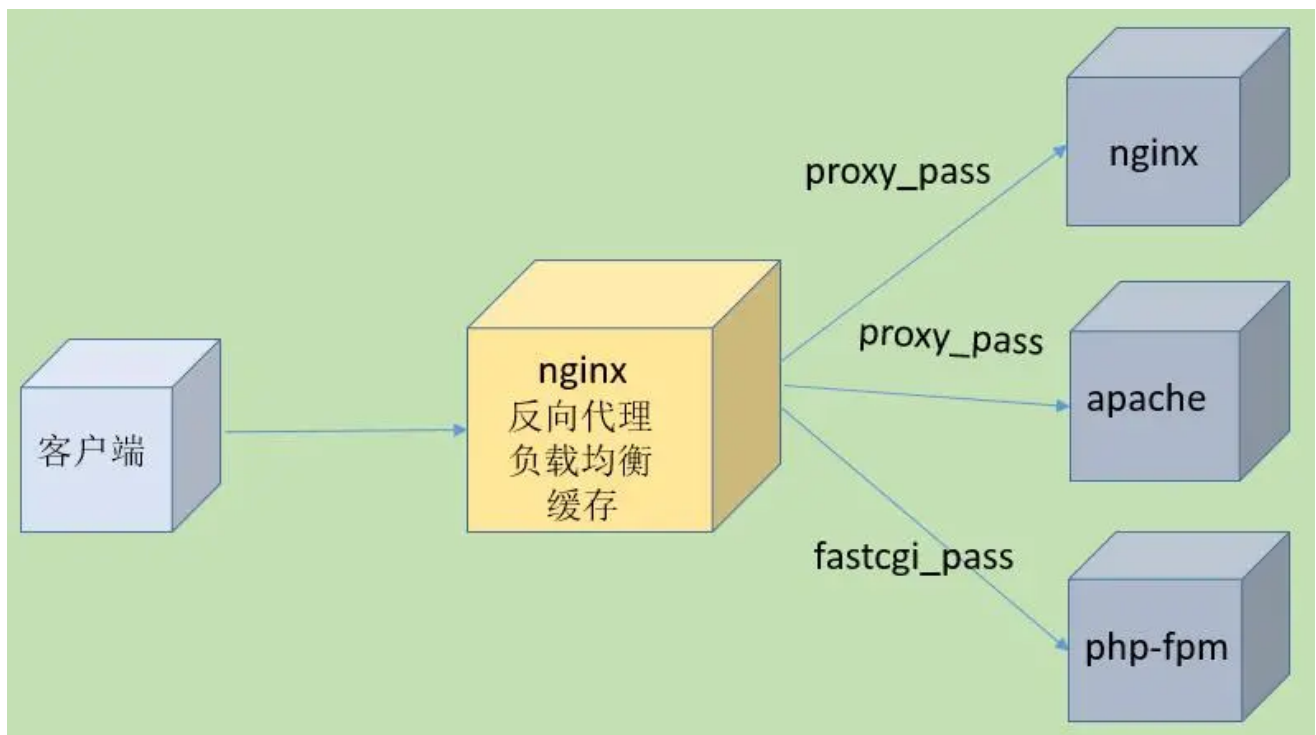 客户端
nginx
反向代理
负载均衡
缓存
proxy_pass
nginx
proxy_pass
apache
fastcgi_pass
php-fpm